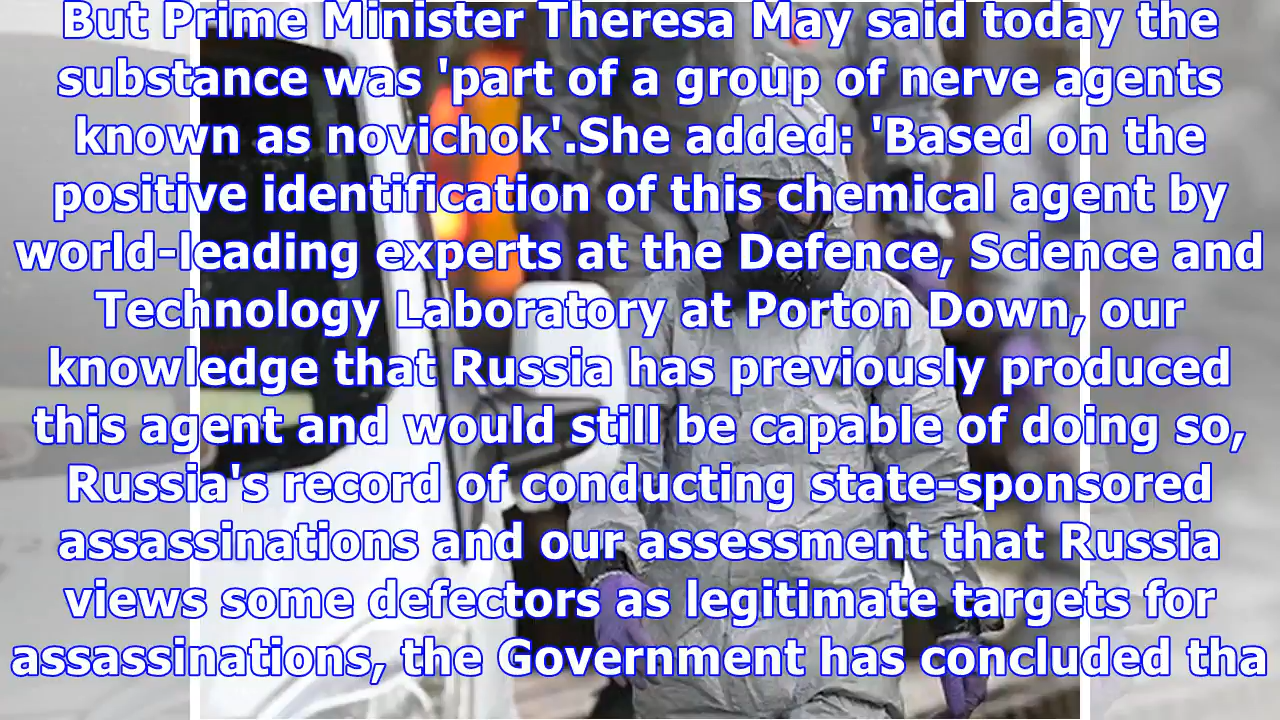 But Prime Minister Theresa May said today the
substance was 'part of a group of nerve agents
known as novichok'.She added: 'Based on the
positive identification of this chemical agent by
world-leading experts at the Defence, Science and
Technology Laboratory at Porton Down, our
knowledge that Russia has previously produced
this agent and would still be capable of doing so,
Russia's record of conducting state-sponsored
assassinations and our assessment that Russia
views some defectors as legitimate targets for
assassinations, the Government has concluded tha